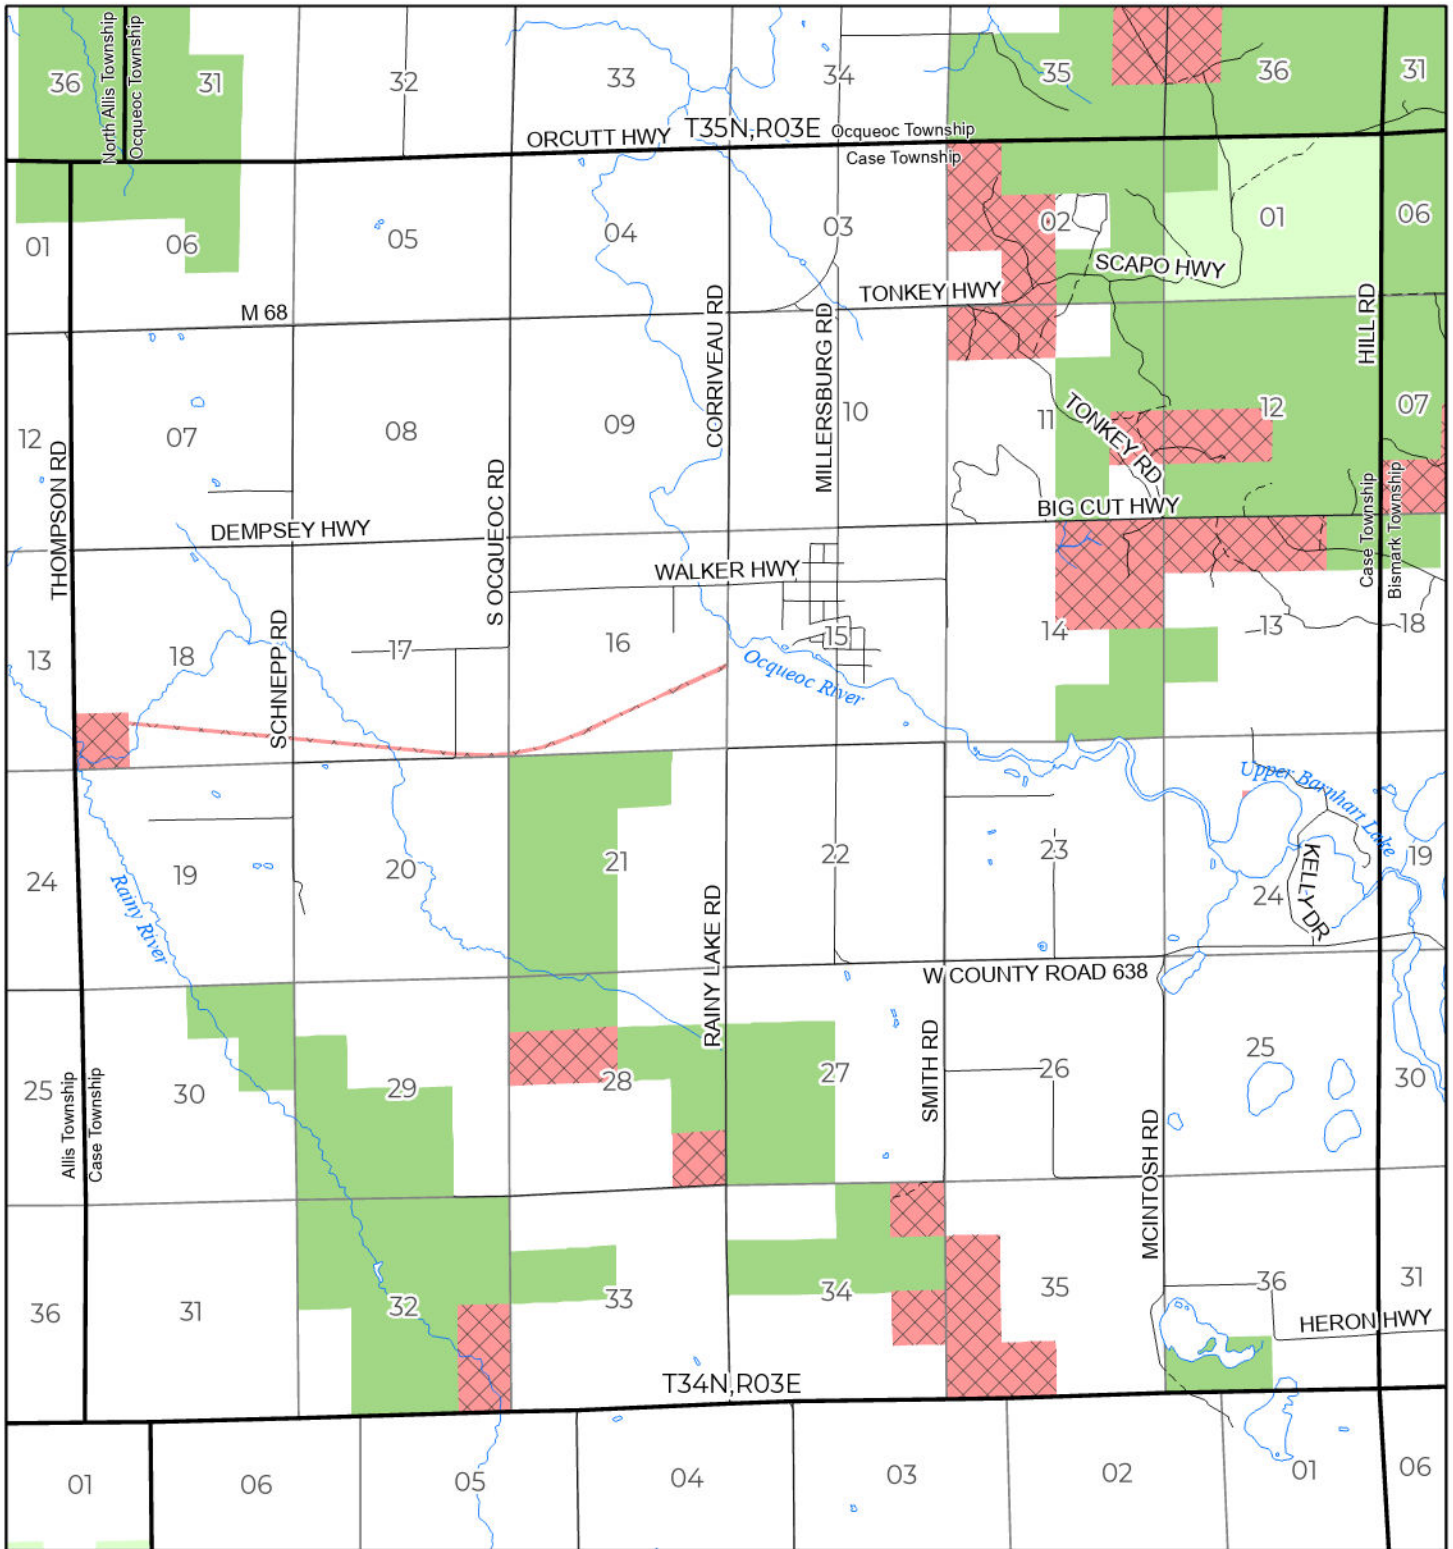 36
North Allis Township
Ocqueoc Township
31
32
33
34
35
36
31
ORCUTT HWY
T35N,R03E
Ocqueoc Township
Case Township
01
06
05
04
03
02
01
06
SCAPO HWY
TONKEY HWY
M 68
CORRIVEAU RD
MILLERSBURG RD
HILL RD
12
07
08
09
10
11
TONKEY RD
12
07
THOMPSON RD
S OCQUEOC RD
DEMPSEY HWY
BIG CUT HWY
Case Township
Bismark Township
WALKER HWY
13
18
SCHNEPP RD
17
16
15
14
13
18
Ocqueoc River
Upper Barnhart Lake
24
19
20
21
22
23
24
KELLY DR
19
Rainy River
RAINY LAKE RD
W COUNTY ROAD 638
25
Allis Township
Case Township
30
29
28
27
SMITH RD
26
25
30
MCINTOSH RD
36
31
32
33
34
35
36
31
HERON HWY
T34N,R03E
01
06
05
04
03
02
01
06